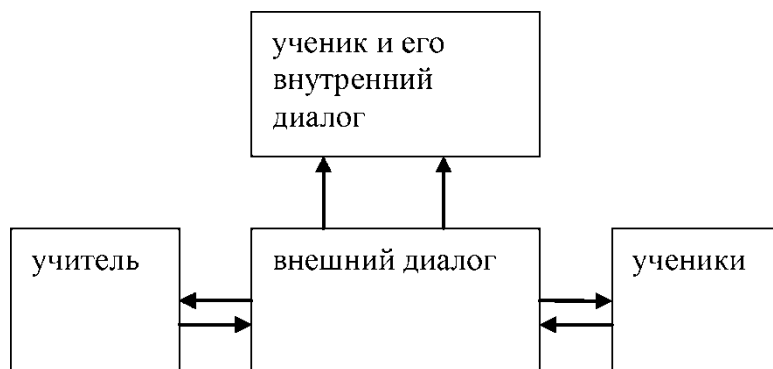 ученик и его
внутренний
диалог
учитель
внешний диалог
ученики